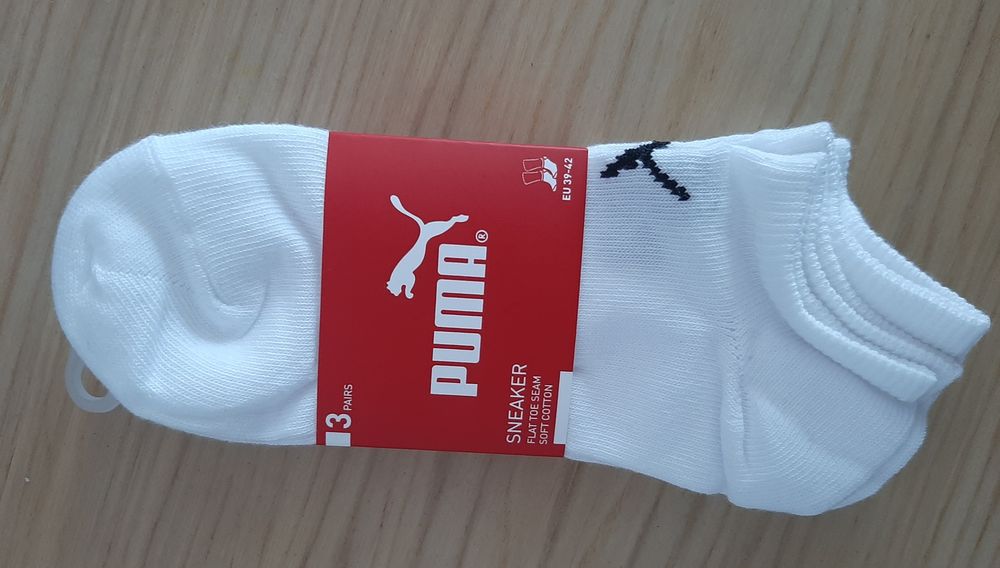 EU 39-42
PUMA®
3 PAIRS
SNEAKER
FLAT TOE SEAM
SOFT COTTON